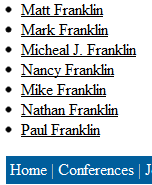 Matt Franklin
Mark Franklin
Micheal J. Franklin
Nancy Franklin
Mike Franklin
Nathan Franklin
Paul Franklin
Home | Conferences | J